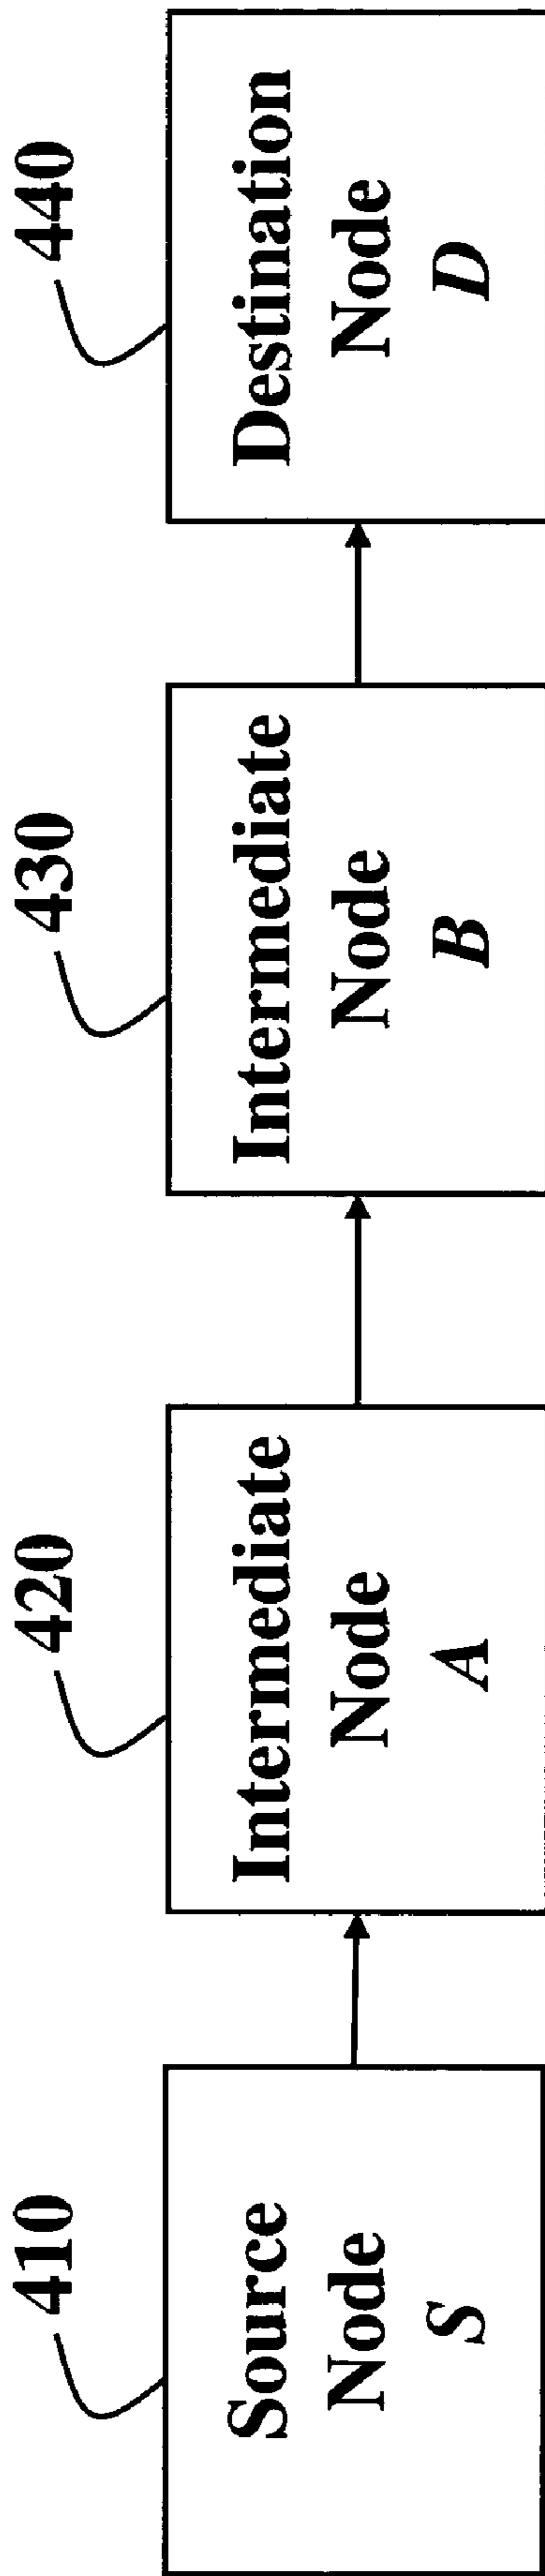 410
Source
Node
S
420
Intermediate
Node
A
430
Intermediate
Node
B
440
Destination
Node
D